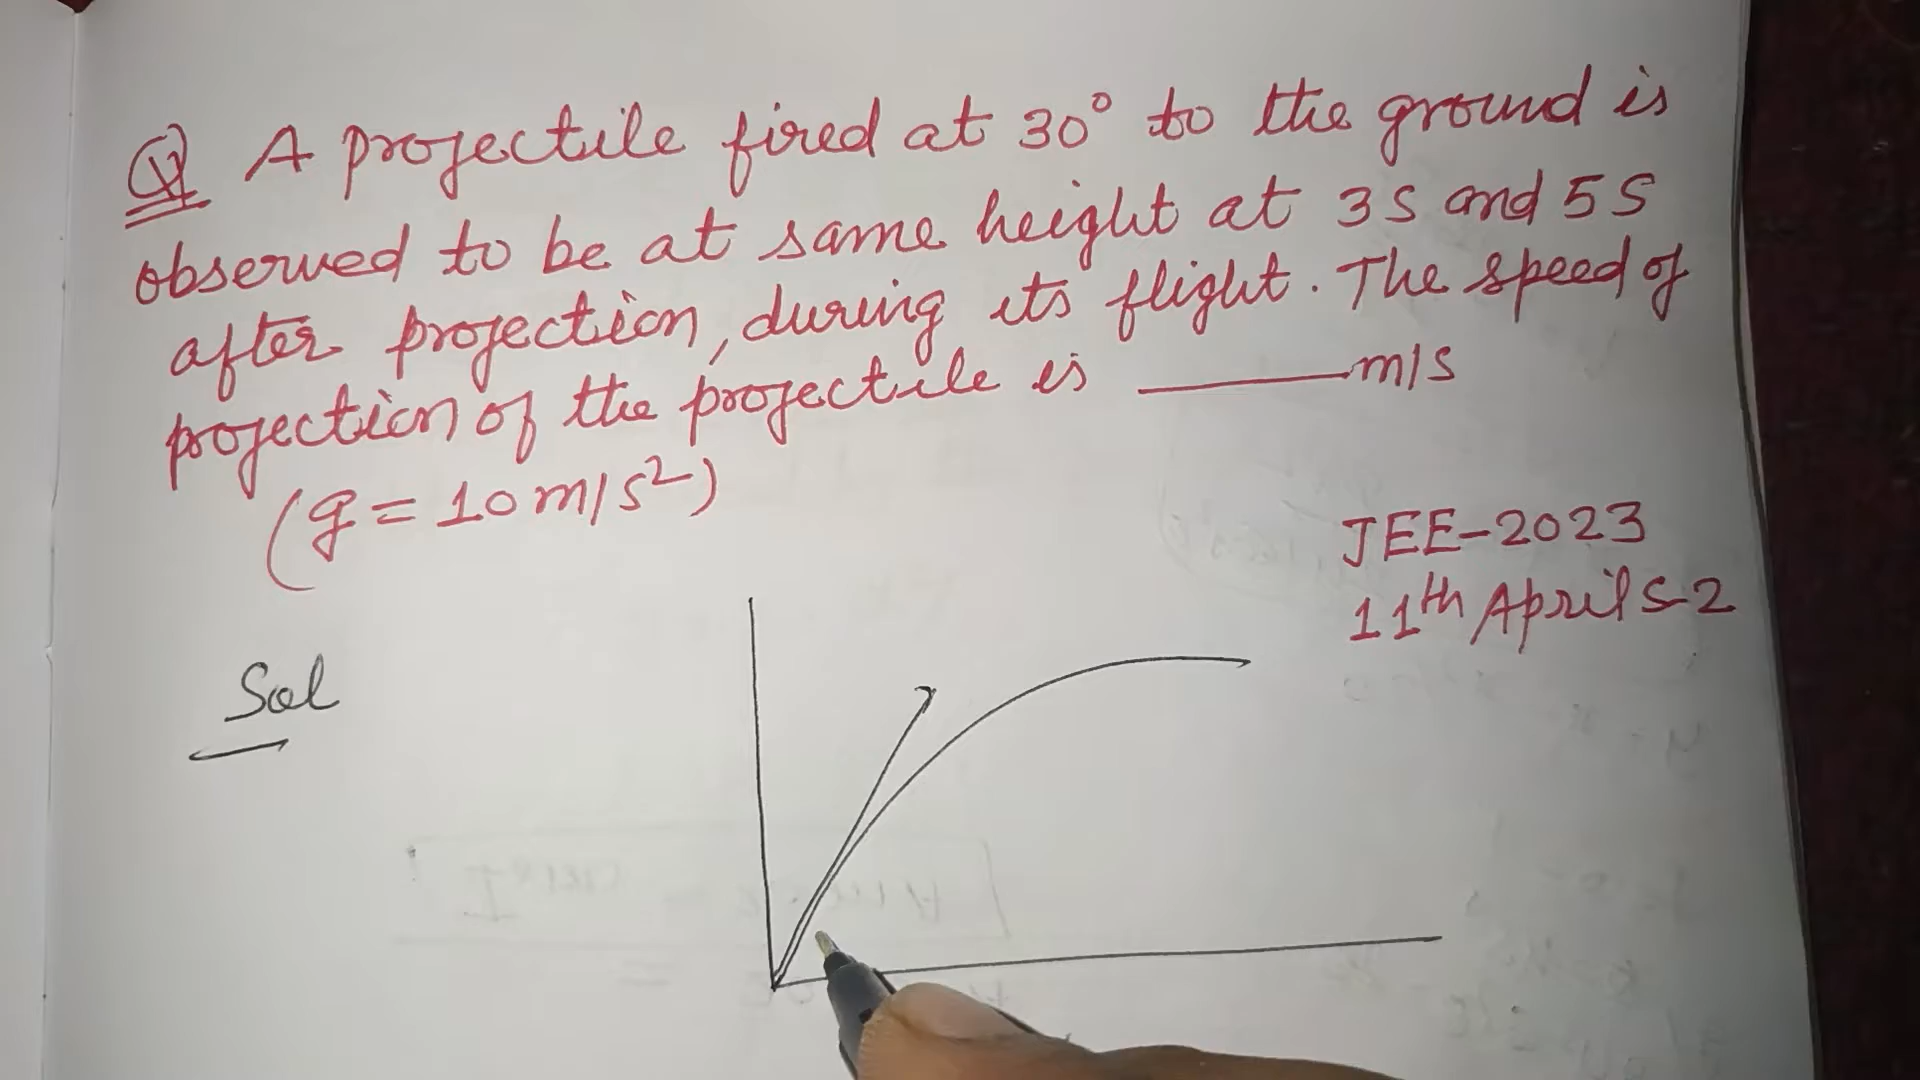 Q A projectile fired at 30° to the ground is
observed to be at same height at 3S and 5S
after projection, during its flight. The speed of
projection of the projectile is ______ m/s
(g = 10 m/s²)
JEE-2023
11th April S-2
Sol